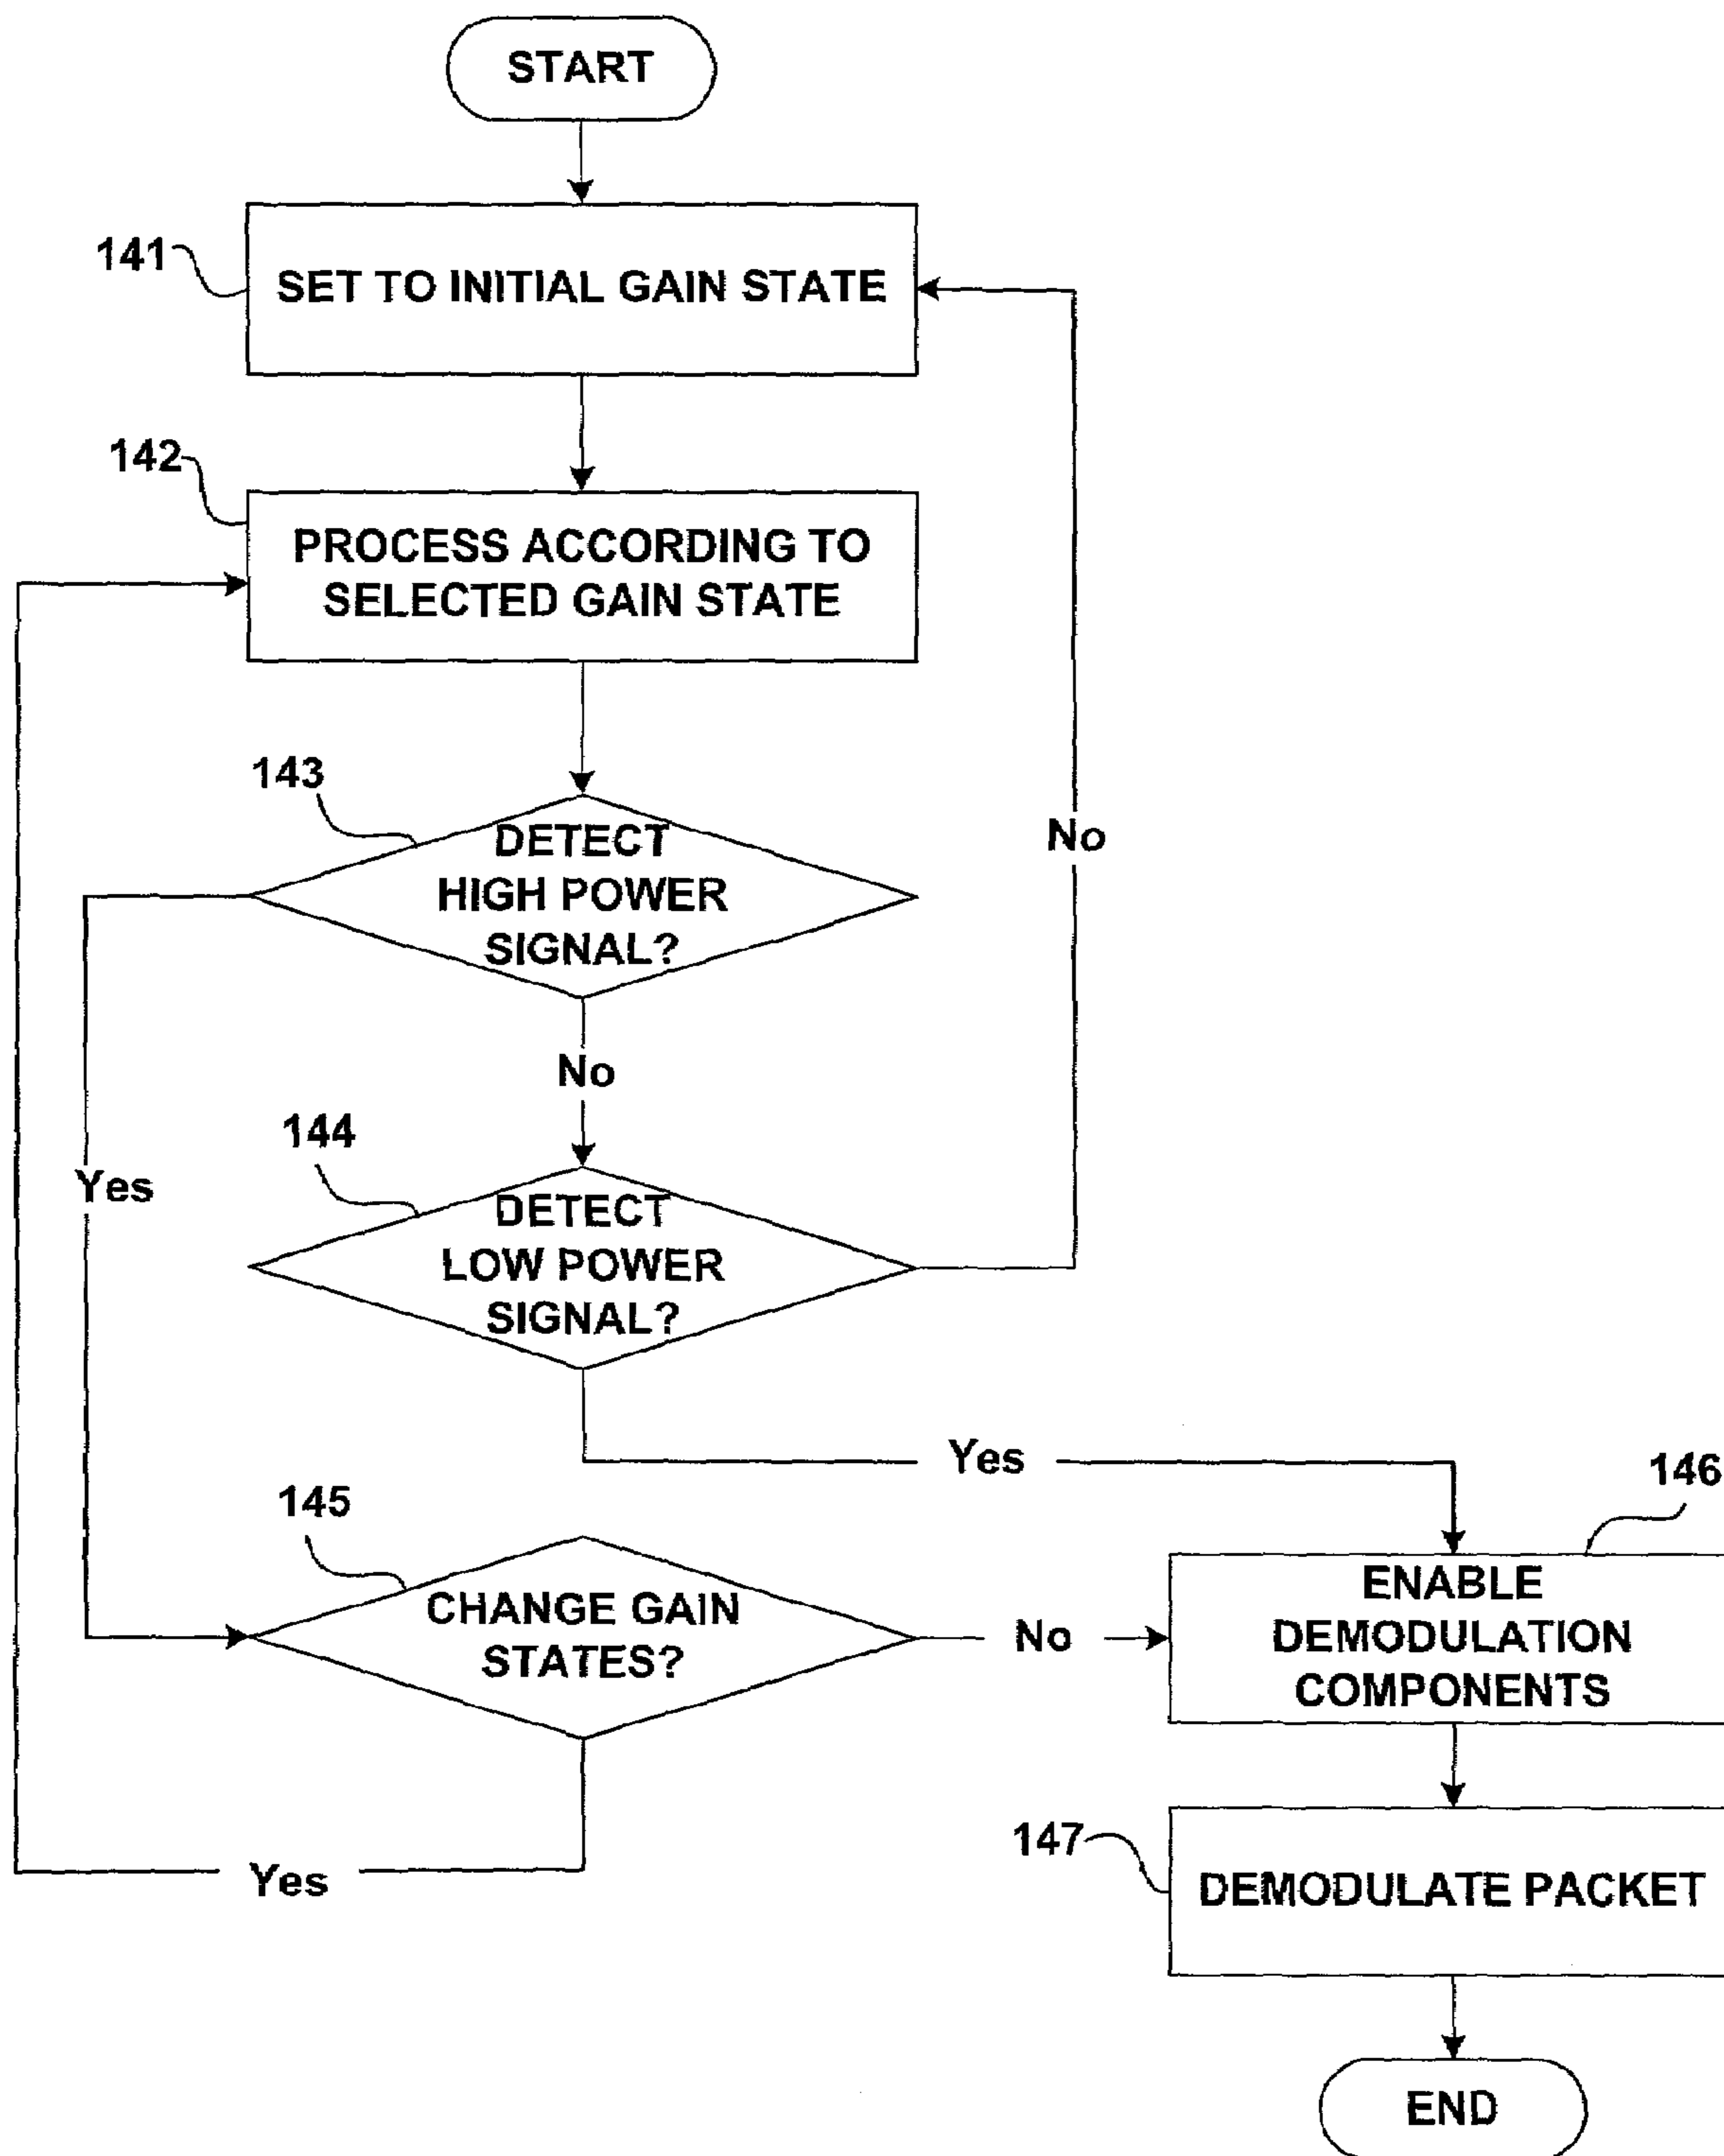 START
141
SET TO INITIAL GAIN STATE
142
PROCESS ACCORDING TO
SELECTED GAIN STATE
143
DETECT
HIGH POWER
SIGNAL?
No
No
144
Yes
DETECT
LOW POWER
SIGNAL?
Yes
146
145
CHANGE GAIN
STATES?
No
ENABLE
DEMODULATION
COMPONENTS
Yes
147
DEMODULATE PACKET
END